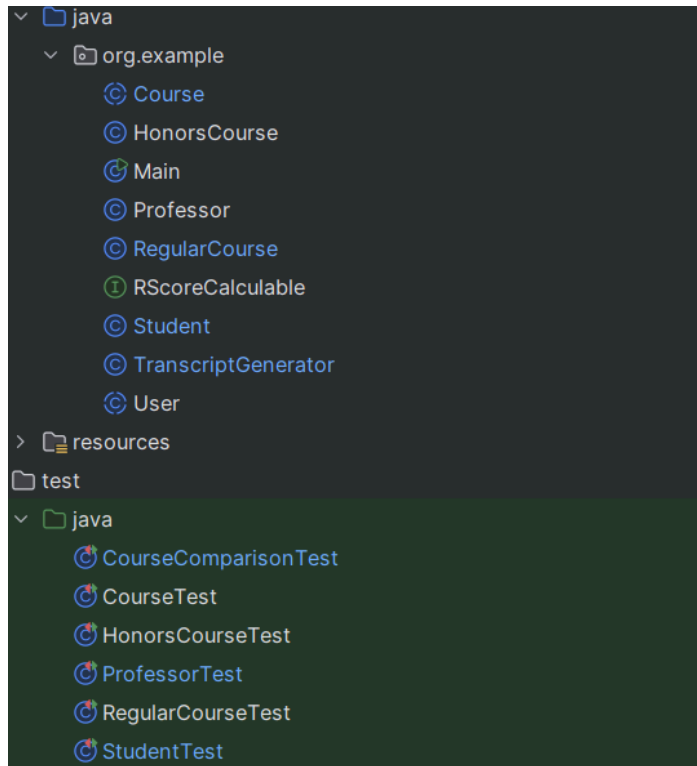 java
org.example
Course
HonorsCourse
Main
Professor
RegularCourse
RScoreCalculable
Student
TranscriptGenerator
User
resources
test
java
CourseComparisonTest
CourseTest
HonorsCourseTest
ProfessorTest
RegularCourseTest
StudentTest